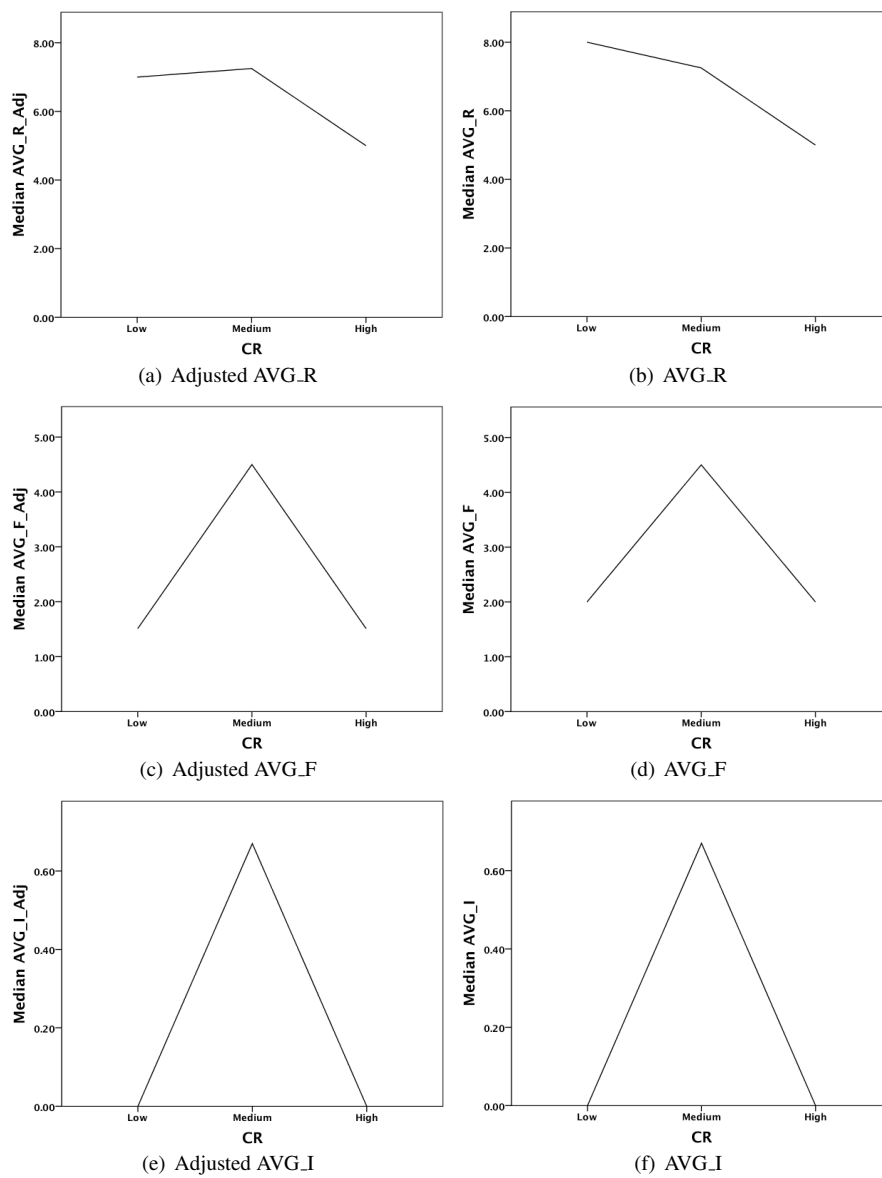 8.00
6.00
4.00
2.00
0.00
Median AVG_R_Adj
Low Medium High
CR
(a) Adjusted AVG_R
8.00
6.00
4.00
2.00
0.00
Median AVG_R
Low Medium High
CR
(b) AVG_R
5.00
4.00
3.00
2.00
1.00
0.00
Median AVG_F_Adj
Low Medium High
CR
(c) Adjusted AVG_F
5.00
4.00
3.00
2.00
1.00
0.00
Median AVG_F
Low Medium High
CR
(d) AVG_F
0.60
0.40
0.20
0.00
Median AVG_I_Adj
Low Medium High
CR
(e) Adjusted AVG_I
0.60
0.40
0.20
0.00
Median AVG_I
Low Medium High
CR
(f) AVG_I